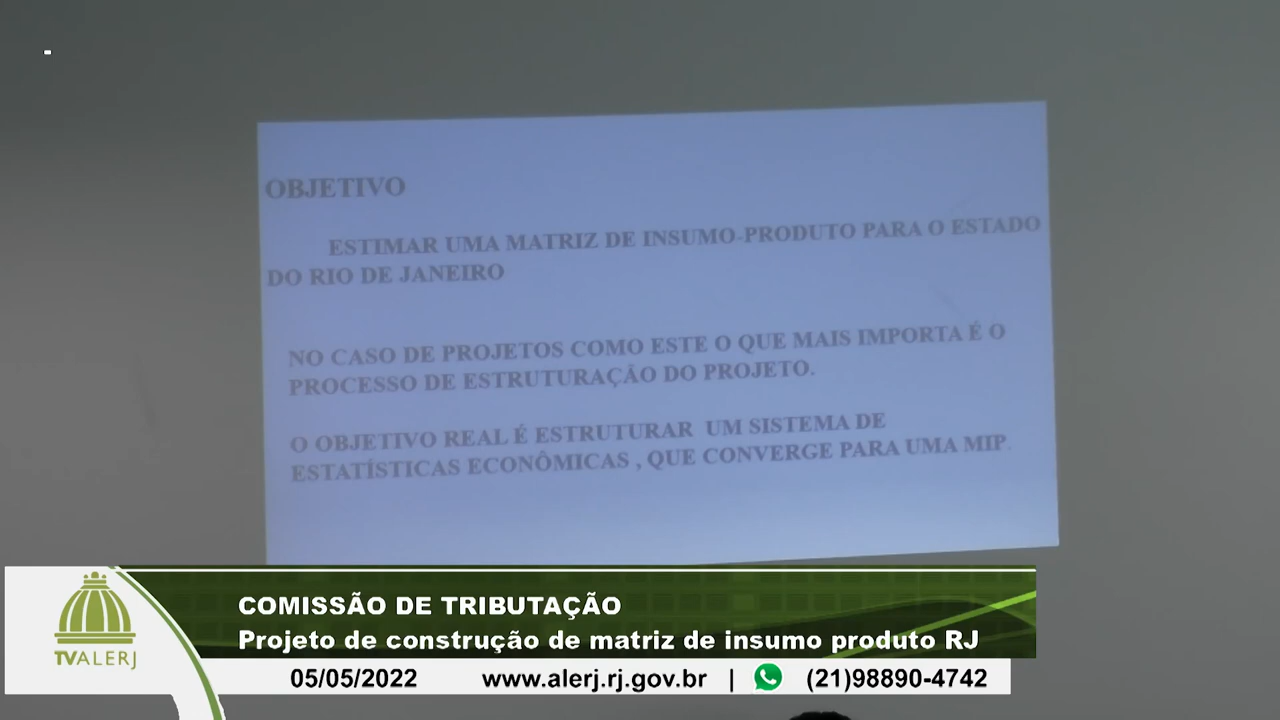 OBJETIVO
ESTIMAR UMA MATRIZ DE INSUMO-PRODUTO PARA O ESTADO
DO RIO DE JANEIRO
NO CASO DE PROJETOS COMO ESTE O QUE MAIS IMPORTA É O
PROCESSO DE ESTRUTURAÇÃO DO PROJETO.
O OBJETIVO REAL É ESTRUTURAR UM SISTEMA DE
ESTATÍSTICAS ECONÔMICAS , QUE CONVERGE PARA UMA MIP.
COMISSÃO DE TRIBUTAÇÃO
Projeto de construção de matriz de insumo produto RJ
TVALERJ
05/05/2022 www.alerj.rj.gov.br | (21)98890-4742